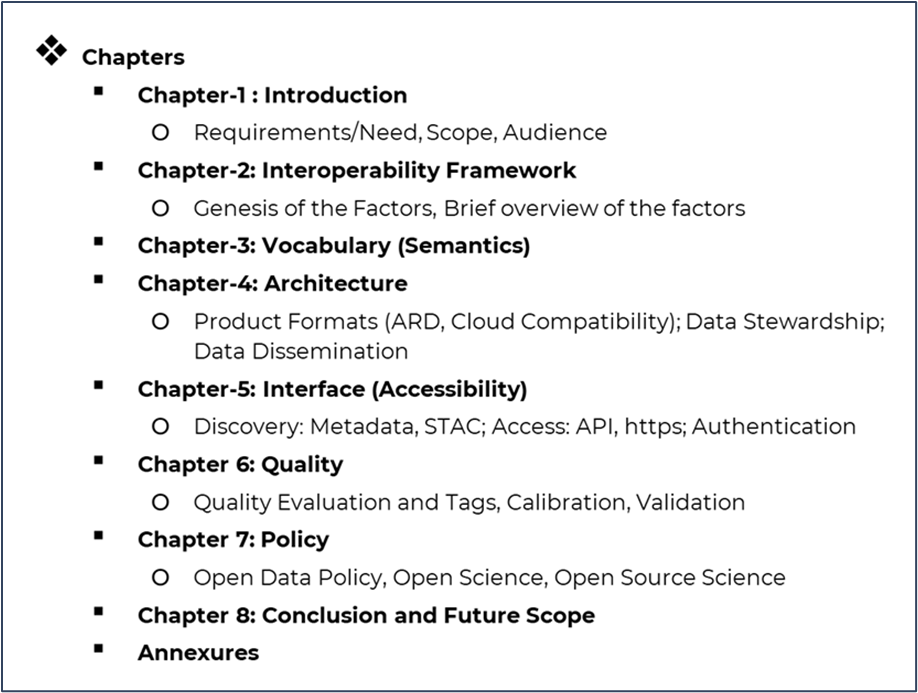 Chapters
Chapter-1 : Introduction
Requirements/Need, Scope, Audience
Chapter-2: Interoperability Framework
Genesis of the Factors, Brief overview of the factors
Chapter-3: Vocabulary (Semantics)
Chapter-4: Architecture
Product Formats (ARD, Cloud Compatibility); Data Stewardship;
Data Dissemination
Chapter-5: Interface (Accessibility)
Discovery: Metadata, STAC; Access: API, https; Authentication
Chapter 6: Quality
Quality Evaluation and Tags, Calibration, Validation
Chapter 7: Policy
Open Data Policy, Open Science, Open Source Science
Chapter 8: Conclusion and Future Scope
Annexures